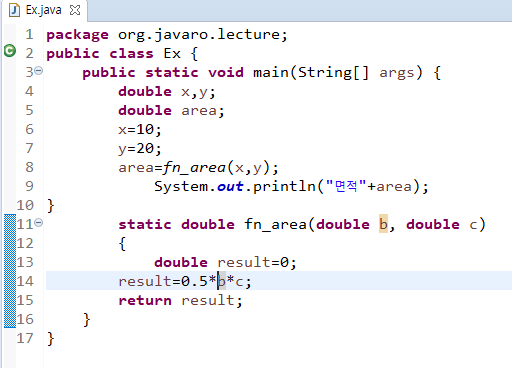 Ex.java
1 package org.javaro.lecture;
2 public class Ex {
3 public static void main(String[] args) {
4 double x,y;
5 double area;
6 x=10;
7 y=20;
8 area=fn_area(x,y);
9 System.out.println("면적"+area);
10 }
11 static double fn_area(double b, double c)
12 {
13 double result=0;
14 result=0.5*b*c;
15 return result;
16 }
17 }